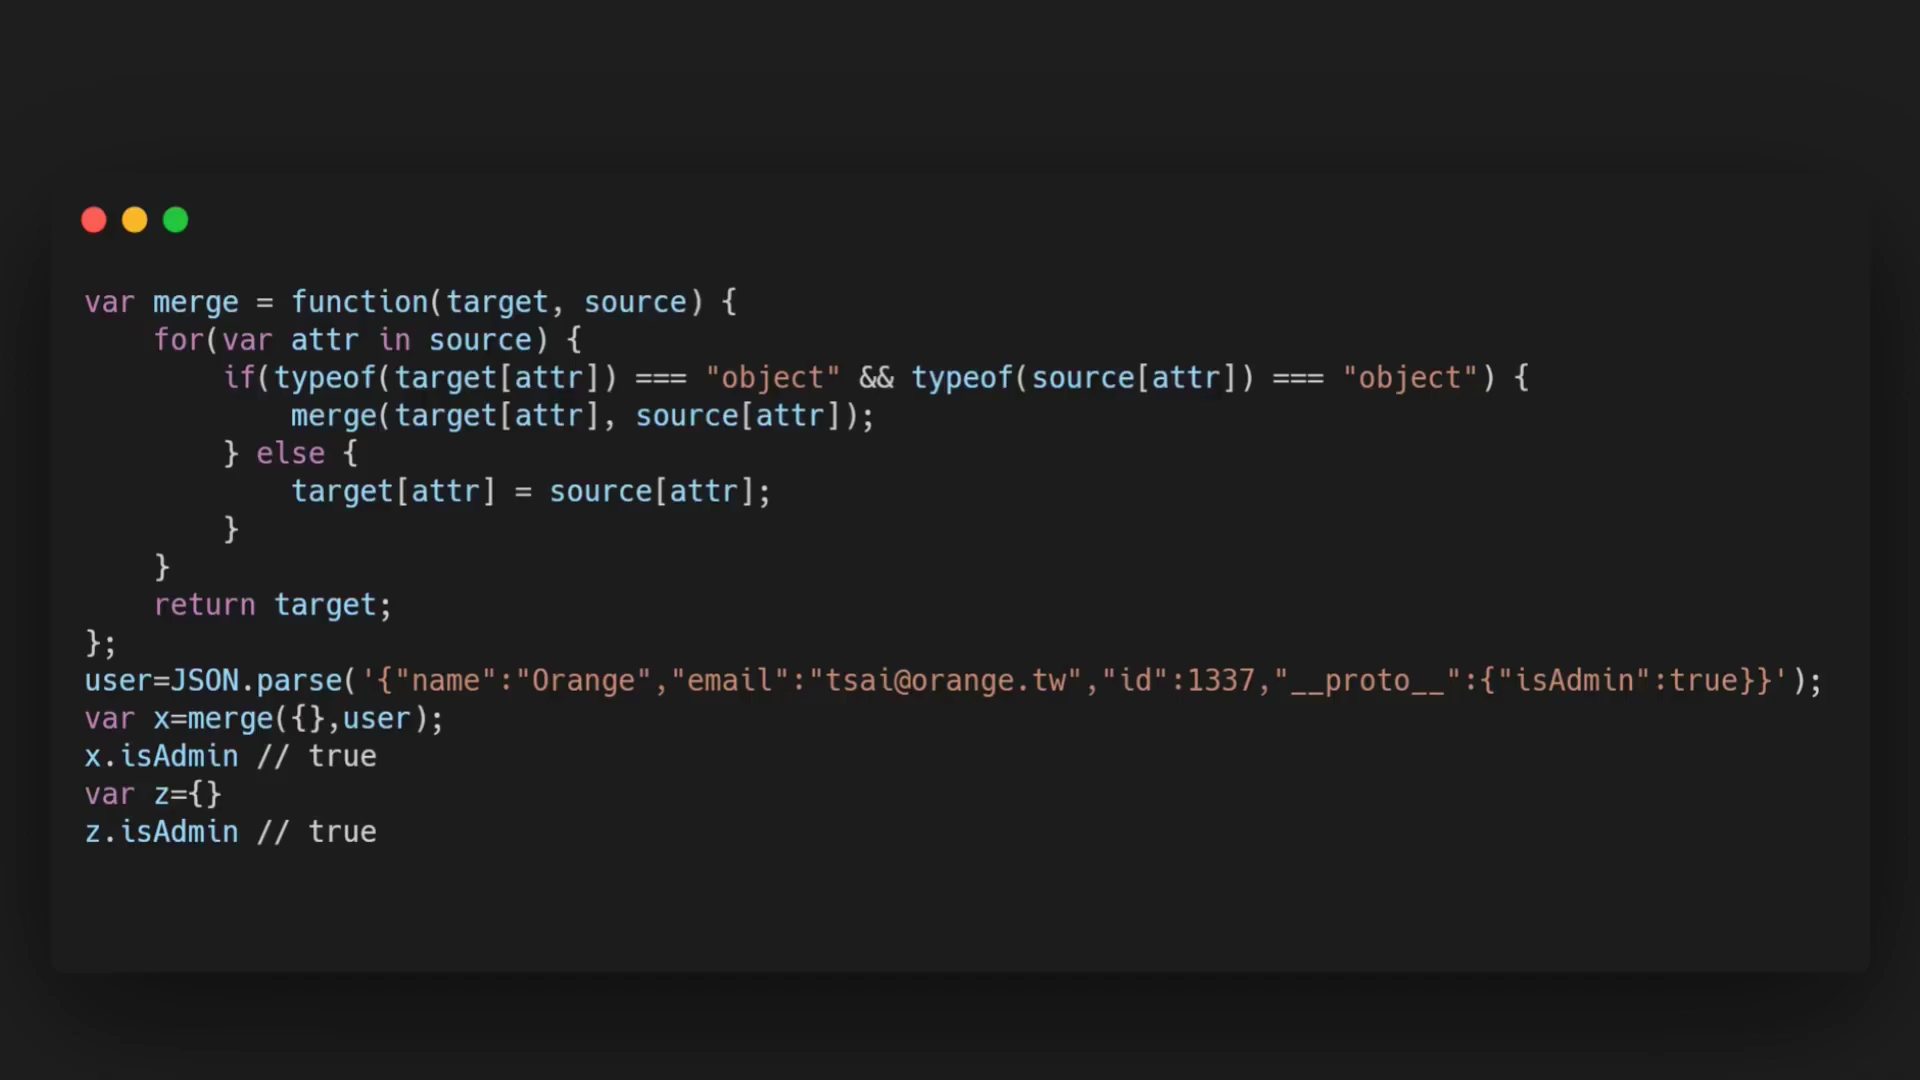 var merge = function(target, source) {
    for(var attr in source) {
        if(typeof(target[attr]) === "object" && typeof(source[attr]) === "object") {
            merge(target[attr], source[attr]);
        } else {
            target[attr] = source[attr];
        }
    }
    return target;
};
user=JSON.parse('{"name":"Orange","email":"tsai@orange.tw","id":1337,"__proto__":{"isAdmin":true}}');
var x=merge({},user);
x.isAdmin // true
var z={}
z.isAdmin // true